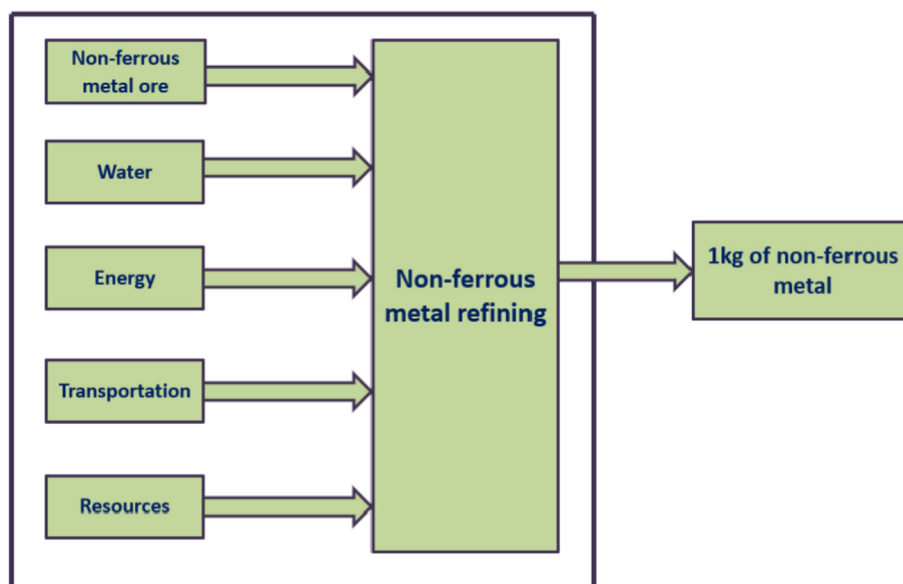 Non-ferrous
metal ore
Water
Energy
Transportation
Resources
Non-ferrous
metal refining
1kg of non-ferrous
metal